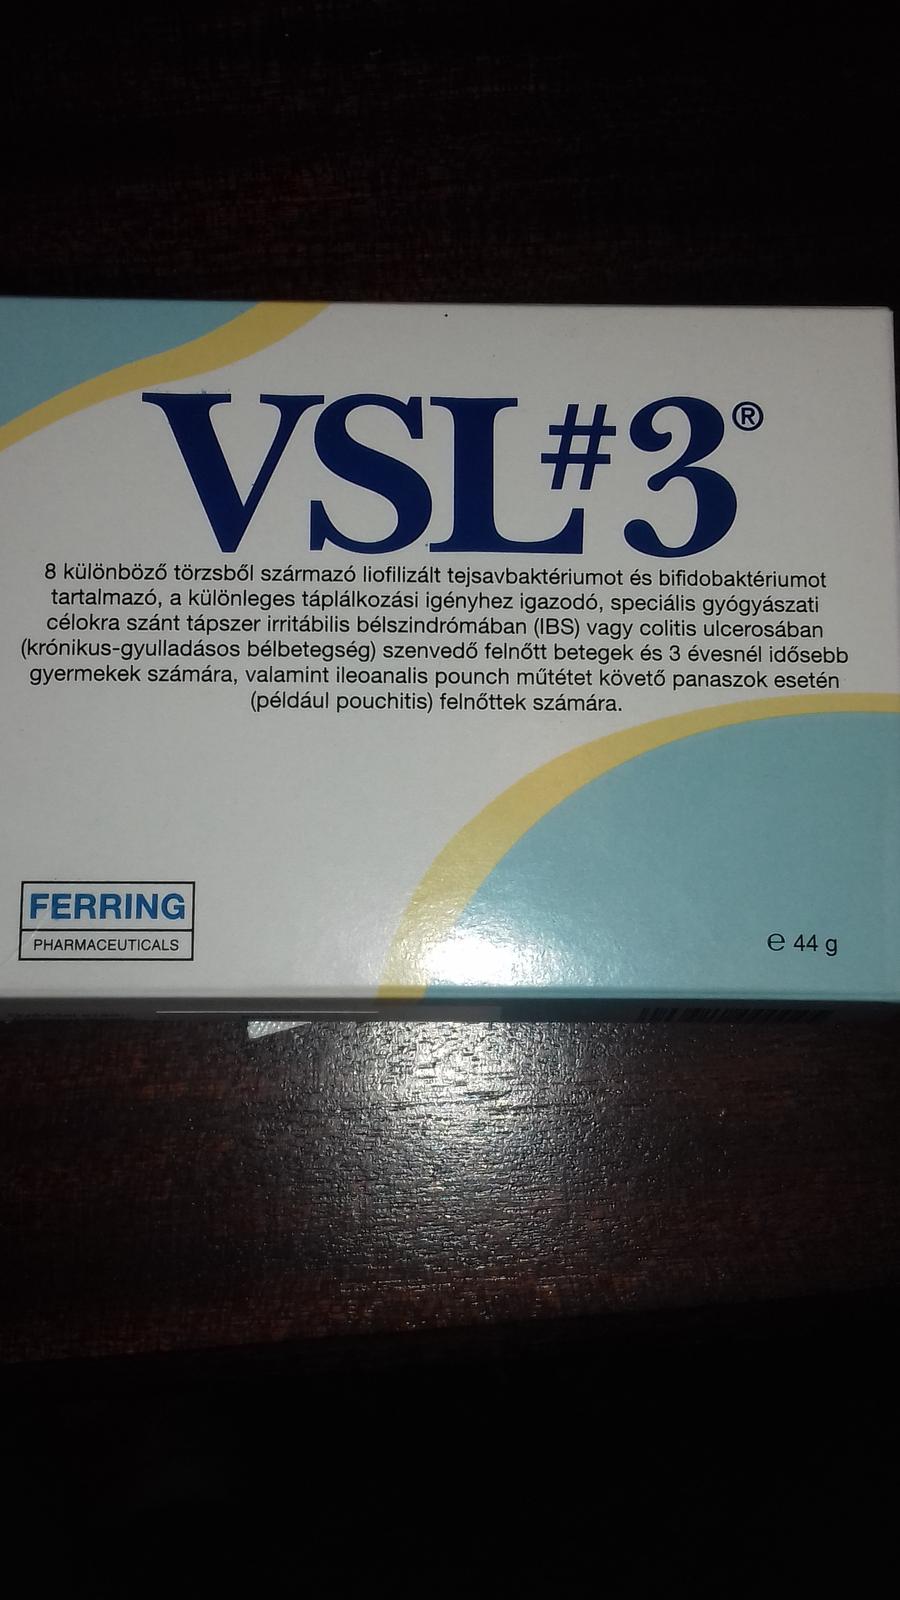 VSL#3®
8 különböző törzsből származó liofilizált tejsavbaktériumot és bifidobaktériumot
tartalmazó, a különleges táplálkozási igényhez igazodó, speciális gyógyászati
célokra szánt tápszer irritábilis bélszindrómában (IBS) vagy colitis ulcerosában
(krónikus-gyulladásos bélbetegség) szenvedő felnőtt betegek és 3 évesnél idősebb
gyermekek számára, valamint ileoanalis pounch műtétet követő panaszok esetén
(például pouchitis) felnőttek számára.
FERRING
PHARMACEUTICALS
℮ 44 g